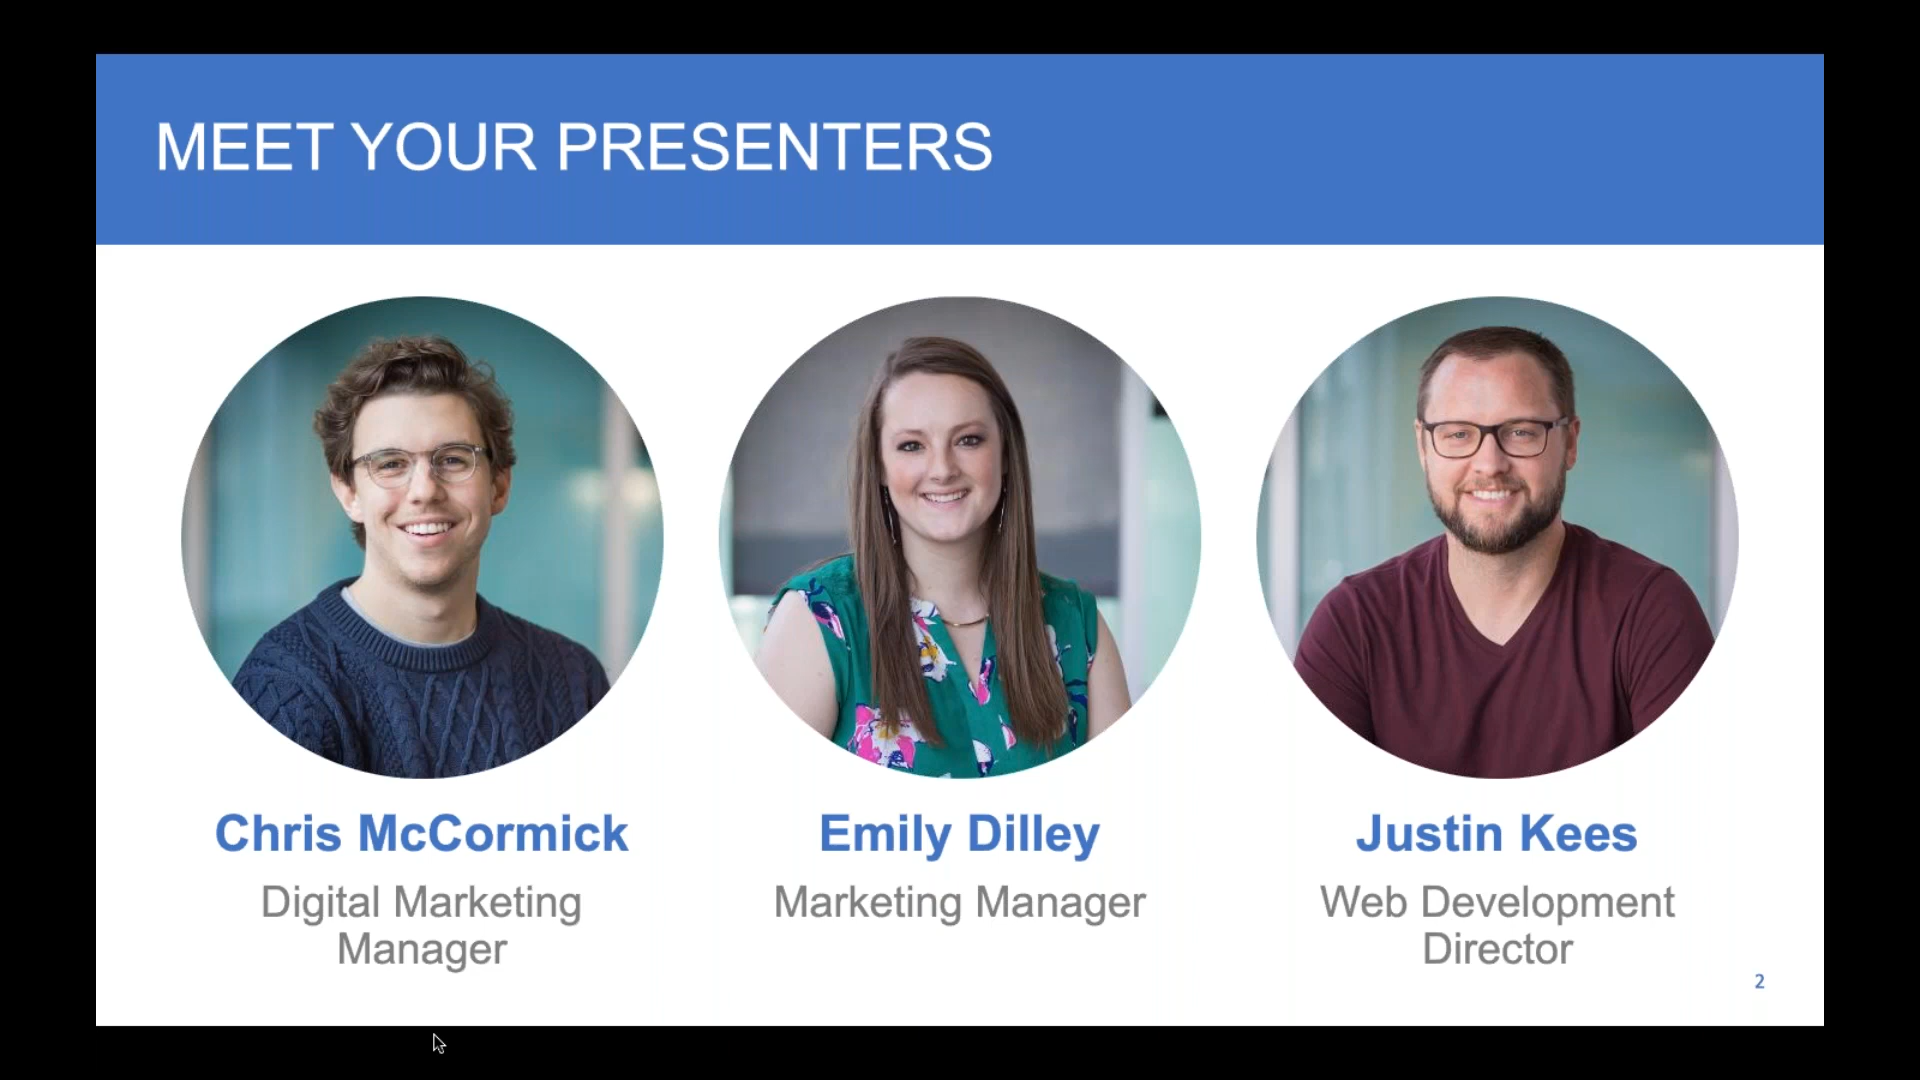 MEET YOUR PRESENTERS
Chris McCormick
Digital Marketing
Manager
Emily Dilley
Marketing Manager
Justin Kees
Web Development
Director
2